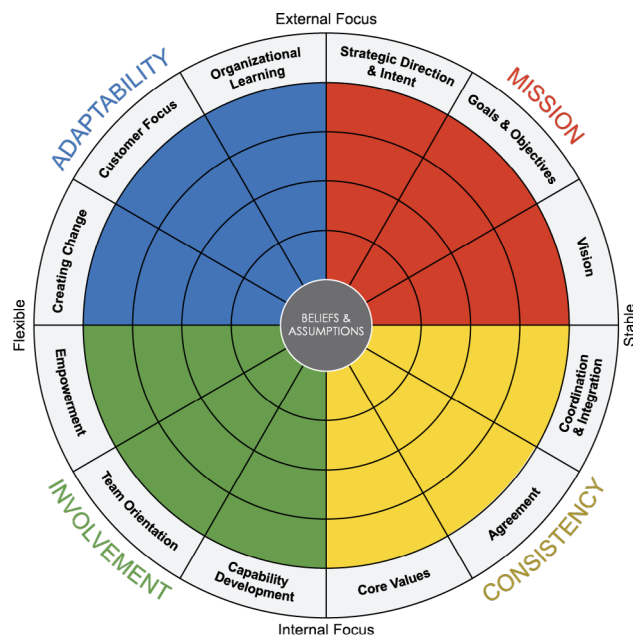 External Focus
ADAPTABILITY
MISSION
Organizational
Learning
Strategic Direction
& Intent
Customer Focus
Goals & Objectives
Creating Change
Vision
Flexible
BELIEFS &
ASSUMPTIONS
Stable
Empowerment
Coordination
& Integration
Team Orientation
Agreement
Capability
Development
Core Values
INVOLVEMENT
CONSISTENCY
Internal Focus